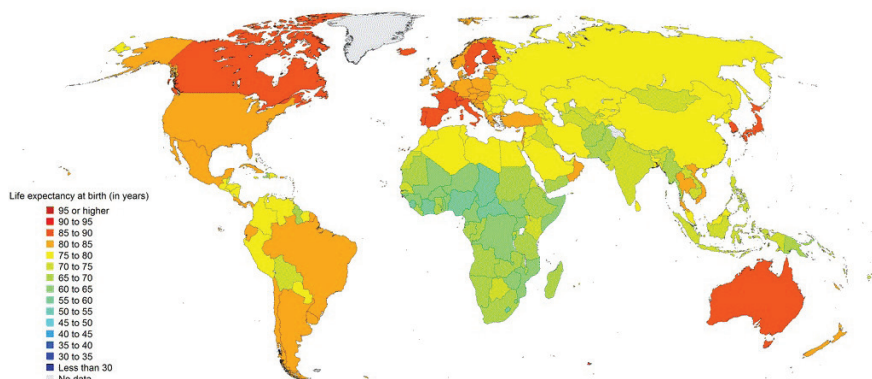 Life expectancy at birth (in years)
95 or higher
90 to 95
85 to 90
80 to 85
75 to 80
70 to 75
65 to 70
60 to 65
55 to 60
50 to 55
45 to 50
40 to 45
35 to 40
30 to 35
Less than 30
No data